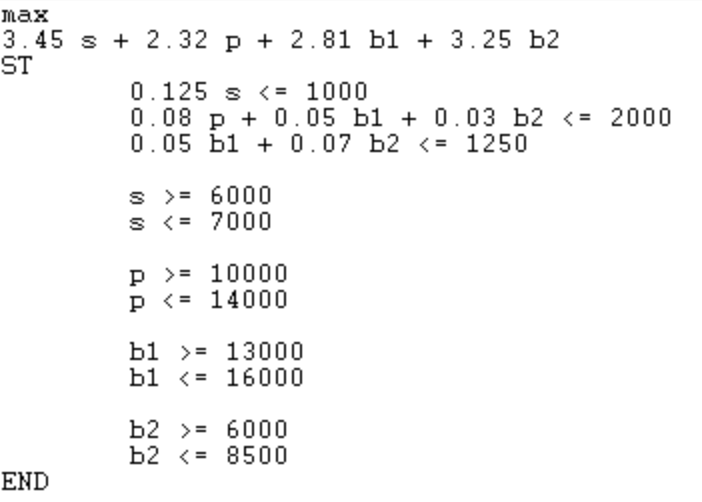 max
3.45 s + 2.32 p + 2.81 b1 + 3.25 b2
ST
0.125 s <= 1000
0.08 p + 0.05 b1 + 0.03 b2 <= 2000
0.05 b1 + 0.07 b2 <= 1250
s >= 6000
s <= 7000
p >= 10000
p <= 14000
b1 >= 13000
b1 <= 16000
b2 >= 6000
b2 <= 8500
END